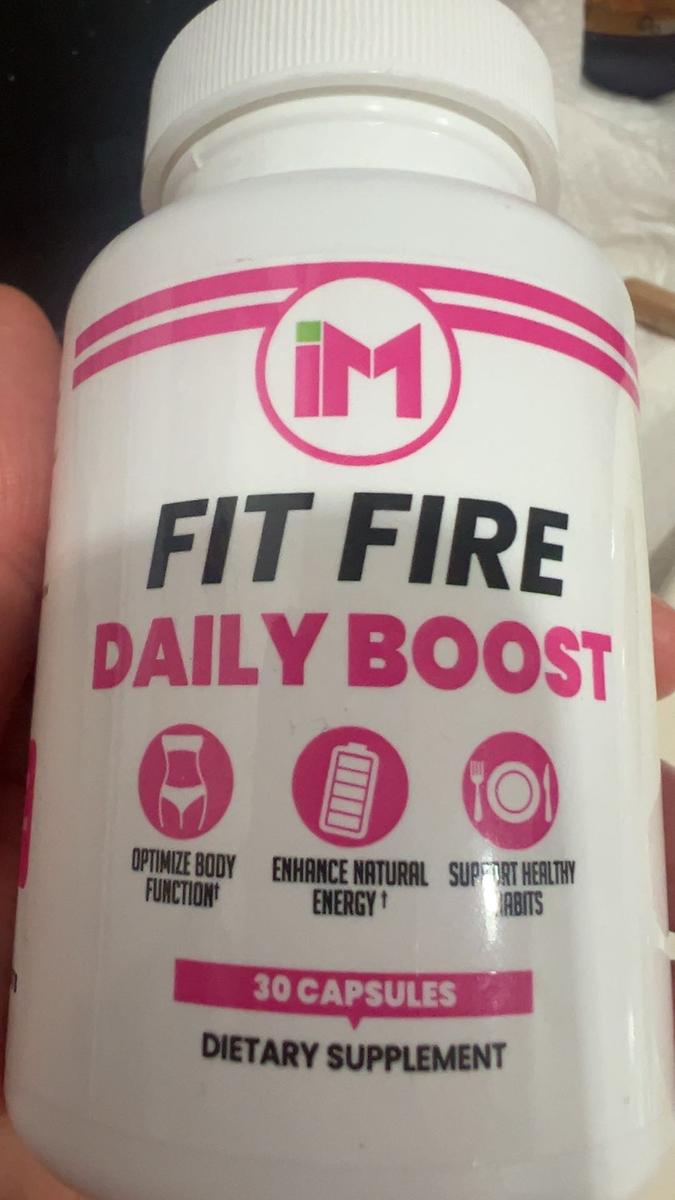 iM
FIT FIRE
DAILY BOOST
OPTIMIZE BODY
FUNCTION†
ENHANCE NATURAL
ENERGY †
SUPPORT HEALTHY
HABITS
30 CAPSULES
DIETARY SUPPLEMENT